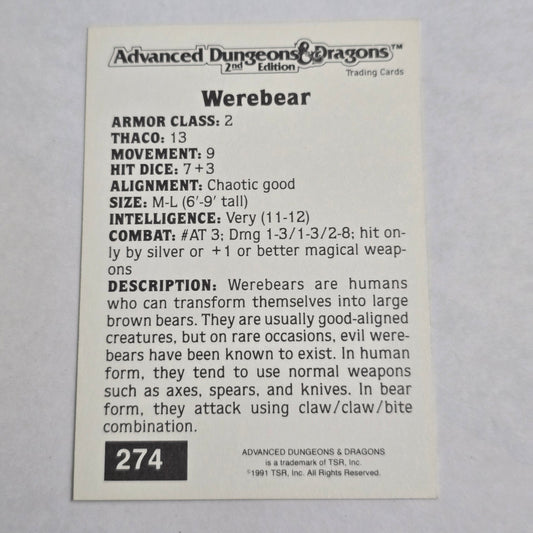 Advanced Dungeons & Dragons™
2nd Edition
Trading Cards
Werebear
ARMOR CLASS: 2
THACO: 13
MOVEMENT: 9
HIT DICE: 7+3
ALIGNMENT: Chaotic good
SIZE: M-L (6'-9' tall)
INTELLIGENCE: Very (11-12)
COMBAT: #AT 3; Dmg 1-3/1-3/2-8; hit on-
ly by silver or +1 or better magical weap-
ons
DESCRIPTION: Werebears are humans
who can transform themselves into large
brown bears. They are usually good-aligned
creatures, but on rare occasions, evil were-
bears have been known to exist. In human
form, they tend to use normal weapons
such as axes, spears, and knives. In bear
form, they attack using claw/claw/bite
combination.
274
ADVANCED DUNGEONS & DRAGONS
is a trademark of TSR, Inc.
©1991 TSR, Inc. All Rights Reserved.